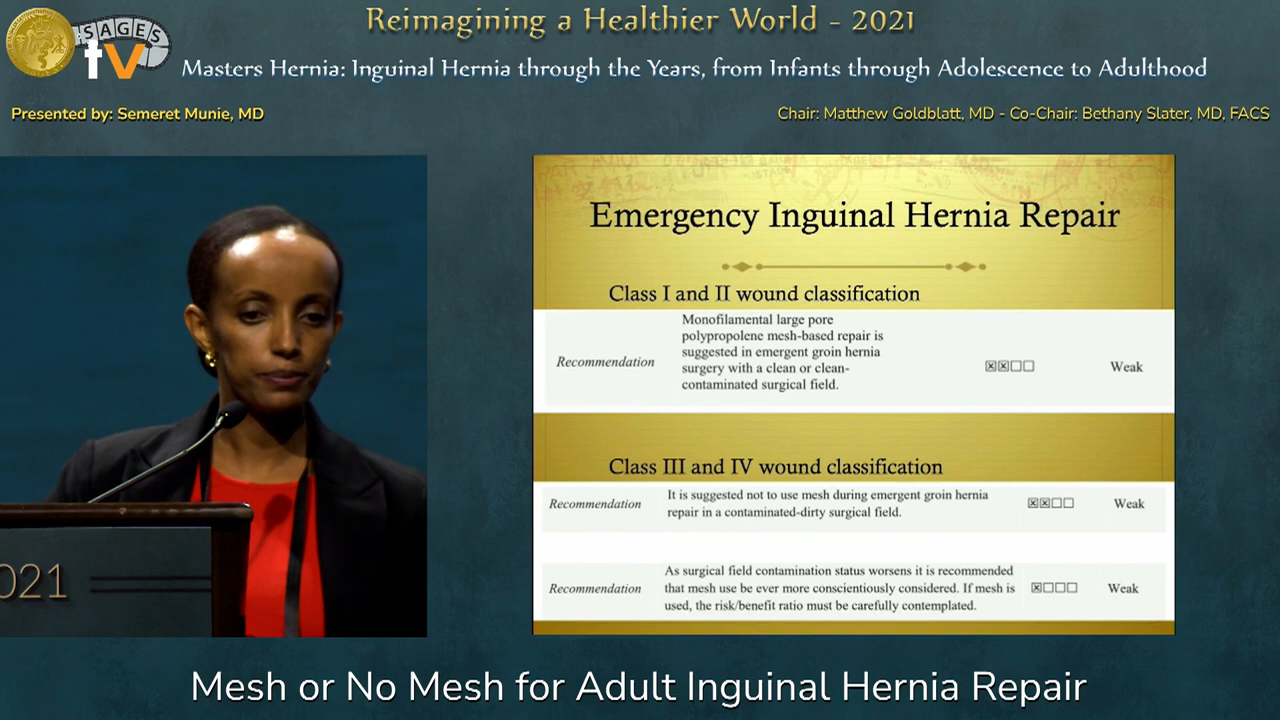 Reimagining a Healthier World - 2021
SAGES
tv
Masters Hernia: Inguinal Hernia through the Years, from Infants through Adolescence to Adulthood
Presented by: Semeret Munie, MD
Chair: Matthew Goldblatt, MD - Co-Chair: Bethany Slater, MD, FACS
Emergency Inguinal Hernia Repair
Class I and II wound classification
Recommendation
Monofilamental large pore
polypropolene mesh-based repair is
suggested in emergent groin hernia
surgery with a clean or clean-
contaminated surgical field.
☒☒☐☐
Weak
Class III and IV wound classification
Recommendation
It is suggested not to use mesh during emergent groin hernia
repair in a contaminated-dirty surgical field.
☒☒☐☐
Weak
Recommendation
As surgical field contamination status worsens it is recommended
that mesh use be ever more conscientiously considered. If mesh is
used, the risk/benefit ratio must be carefully contemplated.
☒☐☐☐
Weak
021
Mesh or No Mesh for Adult Inguinal Hernia Repair